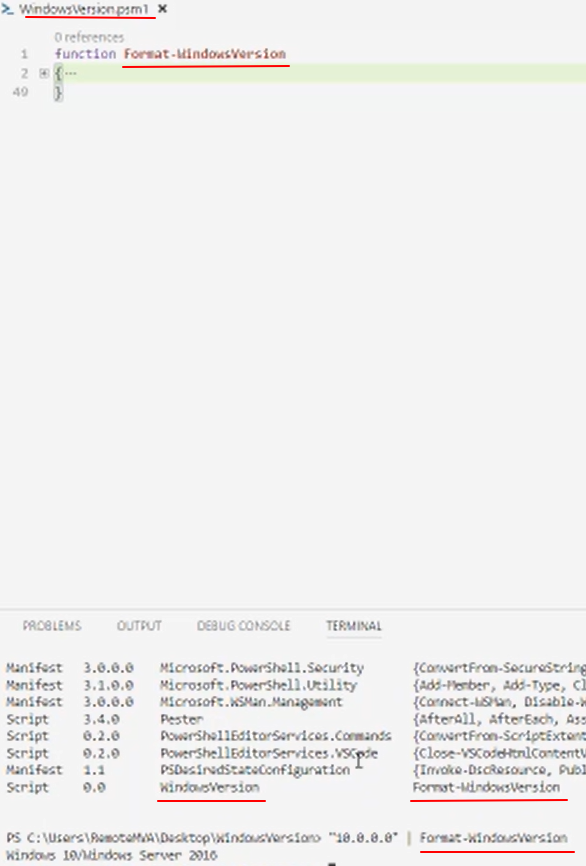 WindowsVersion.psm1 ×
0 references
1 function Format-WindowsVersion
2 {...
49 }
PROBLEMS OUTPUT DEBUG CONSOLE TERMINAL
Manifest 3.0.0.0 Microsoft.PowerShell.Security {ConvertFrom-SecureString
Manifest 3.1.0.0 Microsoft.PowerShell.Utility {Add-Member, Add-Type, Cl
Manifest 3.0.0.0 Microsoft.WSMan.Management {Connect-WSMan, Disable-W
Script 3.4.0 Pester {AfterAll, AfterEach, Ass
Script 0.2.0 PowerShellEditorServices.Commands {ConvertFrom-ScriptExtent
Script 0.2.0 PowerShellEditorServices.VSCode {Close-VSCodeHtmlContentV
Manifest 1.1 PSDesiredStateConfiguration {Invoke-DscResource, Publ
Script 0.0 WindowsVersion Format-WindowsVersion
PS C:\Users\RemoteMVA\Desktop\WindowsVersion> "10.0.0.0" | Format-WindowsVersion
Windows 10/Windows Server 2016